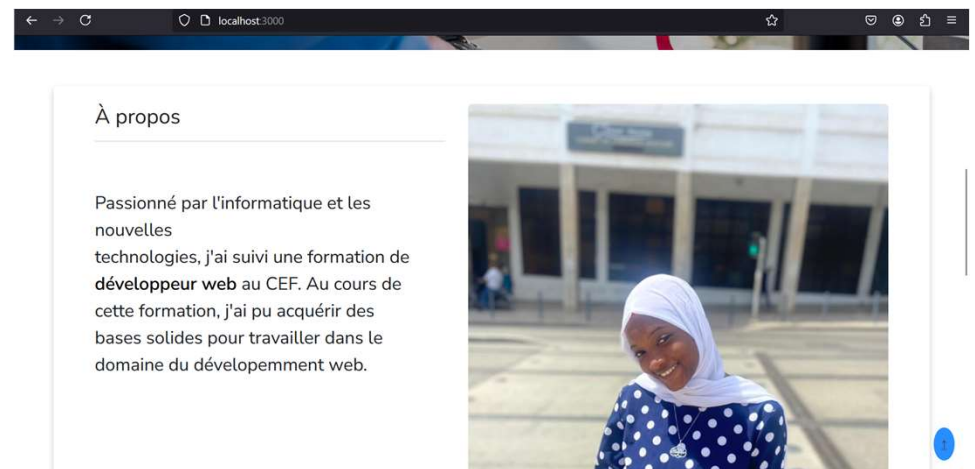 localhost:3000
À propos
Passionné par l'informatique et les
nouvelles
technologies, j'ai suivi une formation de
développeur web au CEF. Au cours de
cette formation, j'ai pu acquérir des
bases solides pour travailler dans le
domaine du dévelopemment web.
↑